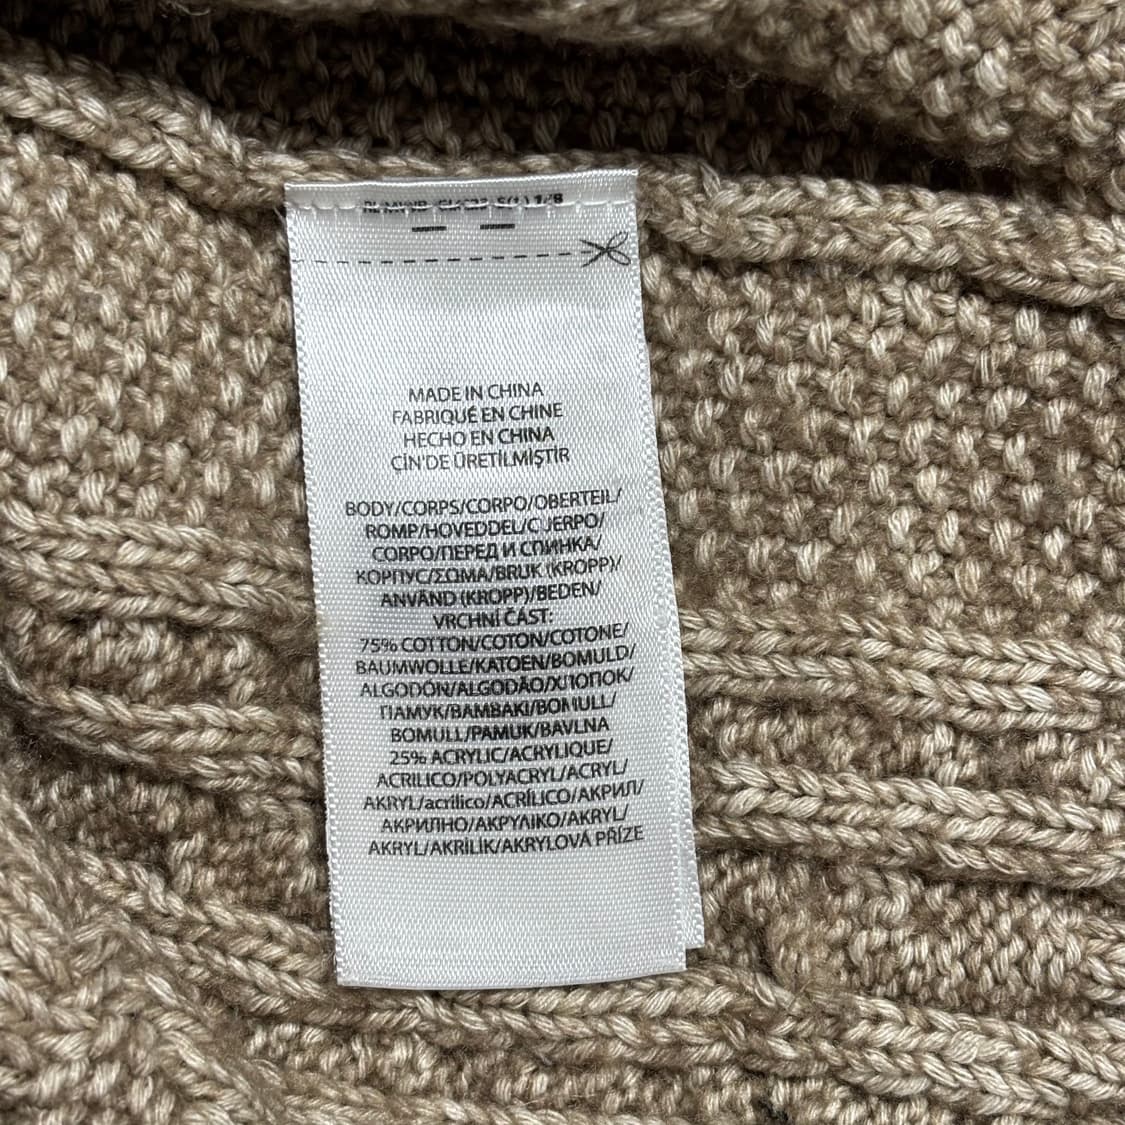 MADE IN CHINA
FABRIQUÉ EN CHINE
HECHO EN CHINA
CİN'DE ÜRETİLMİŞTİR
BODY/CORPS/CORPO/OBERTEIL/
ROMP/HOVEDDEL/CUERPO/
CORPO/ПЕРЕД И СПИНКА/
КОРПУС/ΣΩΜΑ/BRUK (KROPP)/
ANVÄND (KROPP)/BEDEN/
VRCHNÍ ČÁST:
75% COTTON/COTON/COTONE/
BAUMWOLLE/KATOEN/BOMULD/
ALGODÓN/ALGODÃO/ХЛОПОК/
ПАМУК/ΒΑΜΒΑΚΙ/BOMULL/
BOMULL/PAMUK/BAVLNA
25% ACRYLIC/ACRYLIQUE/
ACRILICO/POLYACRYL/ACRYL/
AKRYL/acrílico/ACRÍLICO/АКРИЛ/
АКРИЛНО/ΑΚΡΥΛΙΚΟ/AKRYL/
AKRYL/AKRİLİK/AKRYLOVÁ PŘÍZE